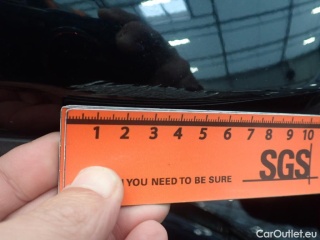 1 2 3 4 5 6 7 8 9 10
YOU NEED TO BE SURE
SGS
CarOutlet.eu